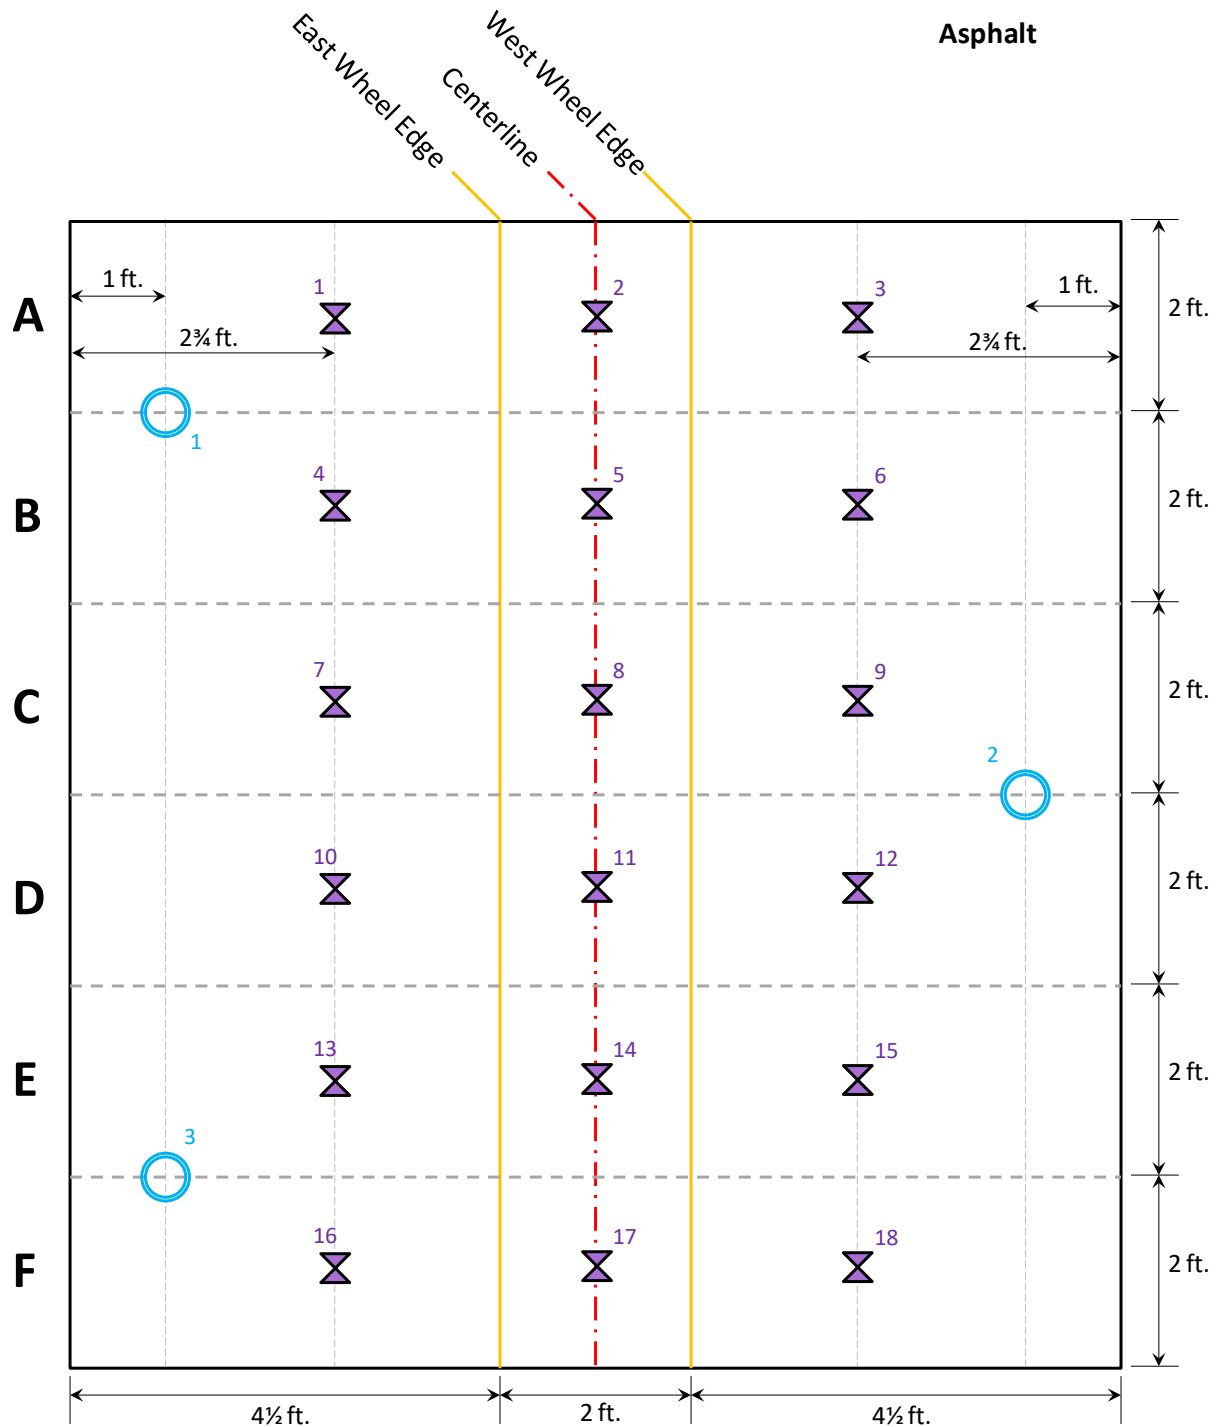 Asphalt
East Wheel Edge
Centerline
West Wheel Edge
1 ft.
1 ft.
A
1
2
3
2 ft.
2¾ ft.
2¾ ft.
1
B
4
5
6
2 ft.
C
7
8
9
2 ft.
2
D
10
11
12
2 ft.
E
13
14
15
2 ft.
3
F
16
17
18
2 ft.
4½ ft.
2 ft.
4½ ft.